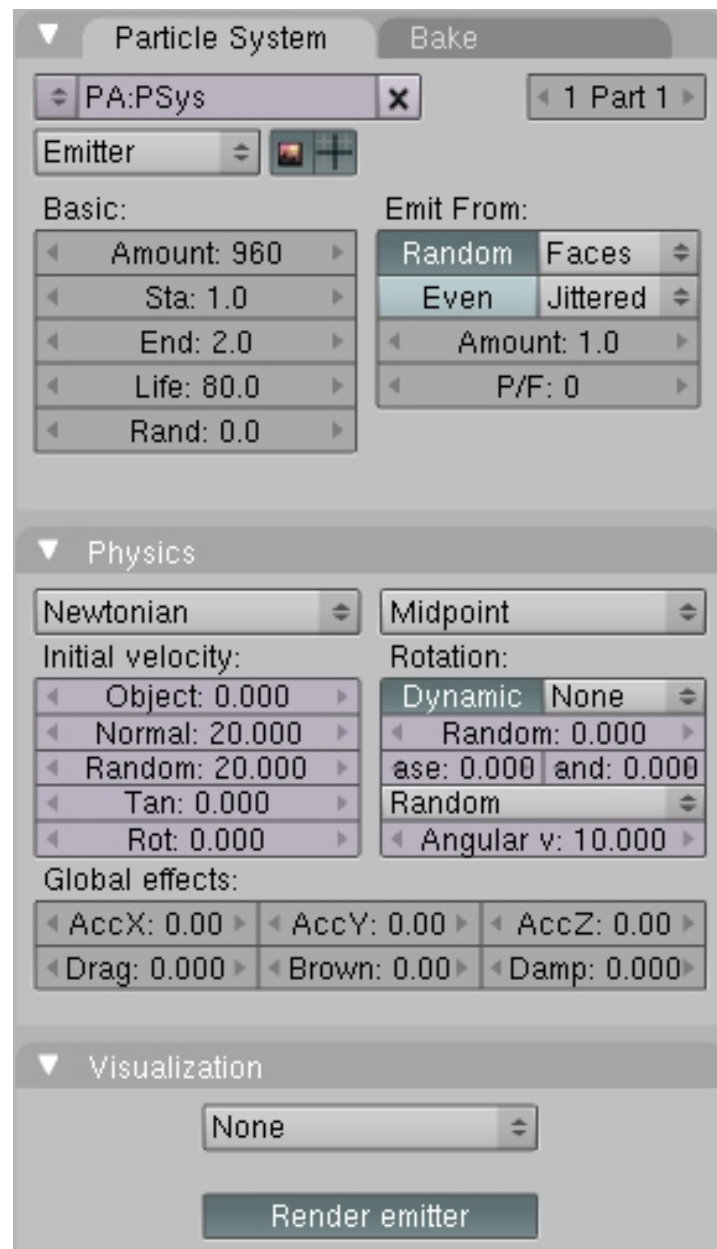 Particle System Bake
PA:PSys 1 Part 1
Emitter
Basic: Emit From:
Amount: 960 Random Faces
Sta: 1.0 Even Jittered
End: 2.0 Amount: 1.0
Life: 80.0 P/F: 0
Rand: 0.0
Physics
Newtonian Midpoint
Initial velocity: Rotation:
Object: 0.000 Dynamic None
Normal: 20.000 Random: 0.000
Random: 20.000 ase: 0.000 and: 0.000
Tan: 0.000 Random
Rot: 0.000 Angular v: 10.000
Global effects:
AccX: 0.00 AccY: 0.00 AccZ: 0.00
Drag: 0.000 Brown: 0.00 Damp: 0.000
Visualization
None
Render emitter